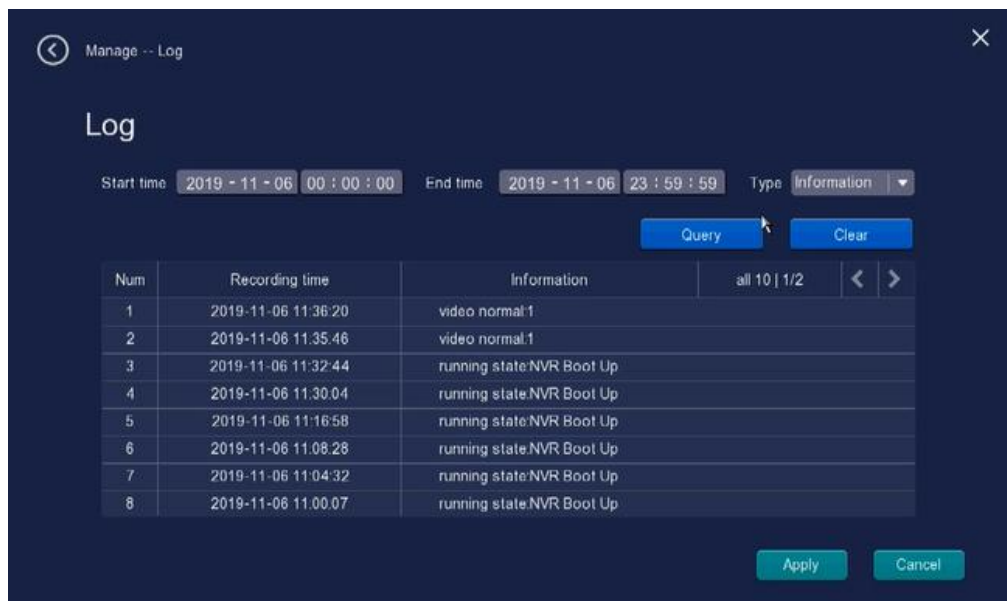 Manage -- Log
Log
Start time 2019 - 11 - 06 00 : 00 : 00 End time 2019 - 11 - 06 23 : 59 : 59 Type Information
Query Clear
Num Recording time Information all 10 | 1/2
1 2019-11-06 11:36:20 video normal:1
2 2019-11-06 11:35:46 video normal:1
3 2019-11-06 11:32:44 running state:NVR Boot Up
4 2019-11-06 11:30:04 running state:NVR Boot Up
5 2019-11-06 11:16:58 running state:NVR Boot Up
6 2019-11-06 11:08:28 running state:NVR Boot Up
7 2019-11-06 11:04:32 running state:NVR Boot Up
8 2019-11-06 11:00:07 running state:NVR Boot Up
Apply Cancel